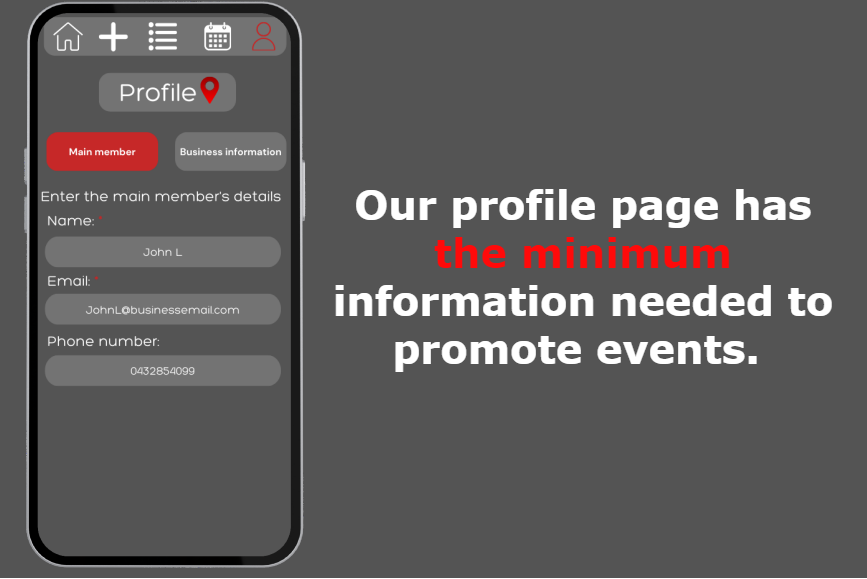 Profile
Main member
Business information
Enter the main member's details
Name: *
John L
Email: *
JohnL@businessemail.com
Phone number:
0432854099
Our profile page has
the minimum
information needed to
promote events.